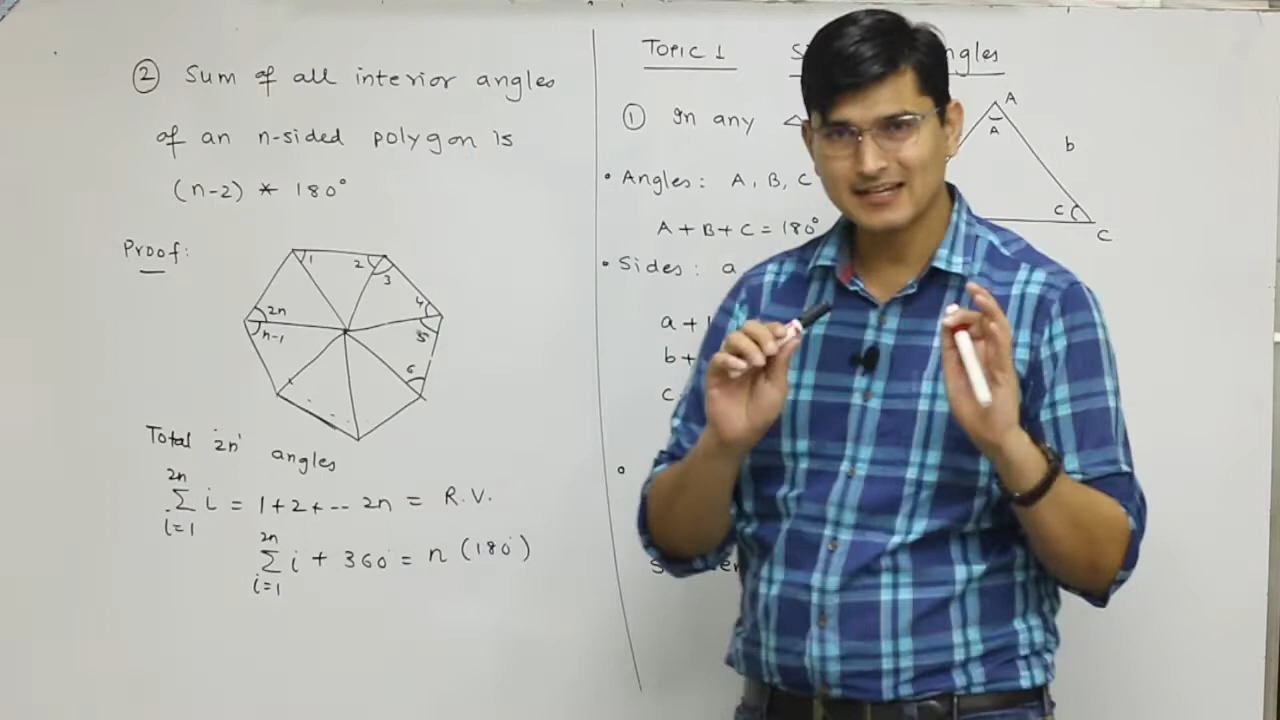 ② Sum of all interior angles
of an n-sided polygon is
(n-2) * 180°
Proof:
1
2
3
4
5
6
2n
n-1
Total '2n' angles
2n
Σ i = 1+2+-- 2n = R.V.
i=1
2n
Σ i + 360 = n (180°)
i=1
TOPIC 1
① In any △
• Angles: A, B, C
A + B + C = 180°
• Sides: a
a +
b +
c
A
A
b
C
C